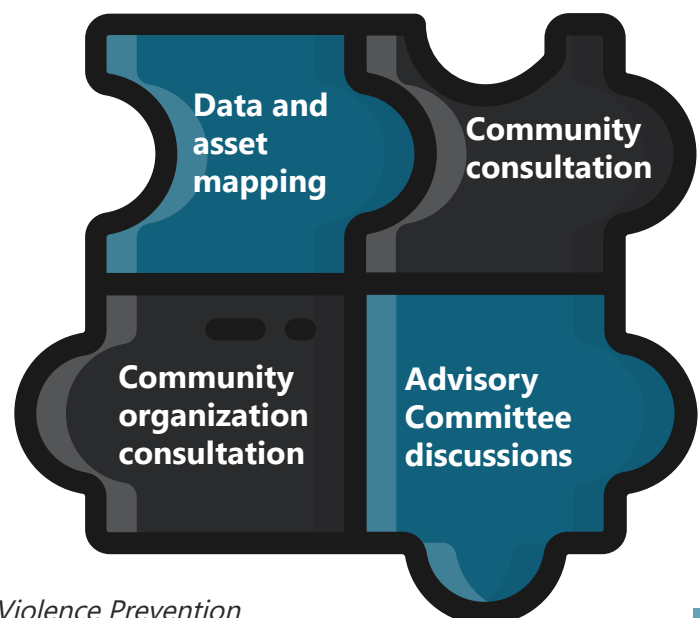 Data and
asset
mapping
Community
consultation
Community
organization
consultation
Advisory
Committee
discussions
Violence Prevention